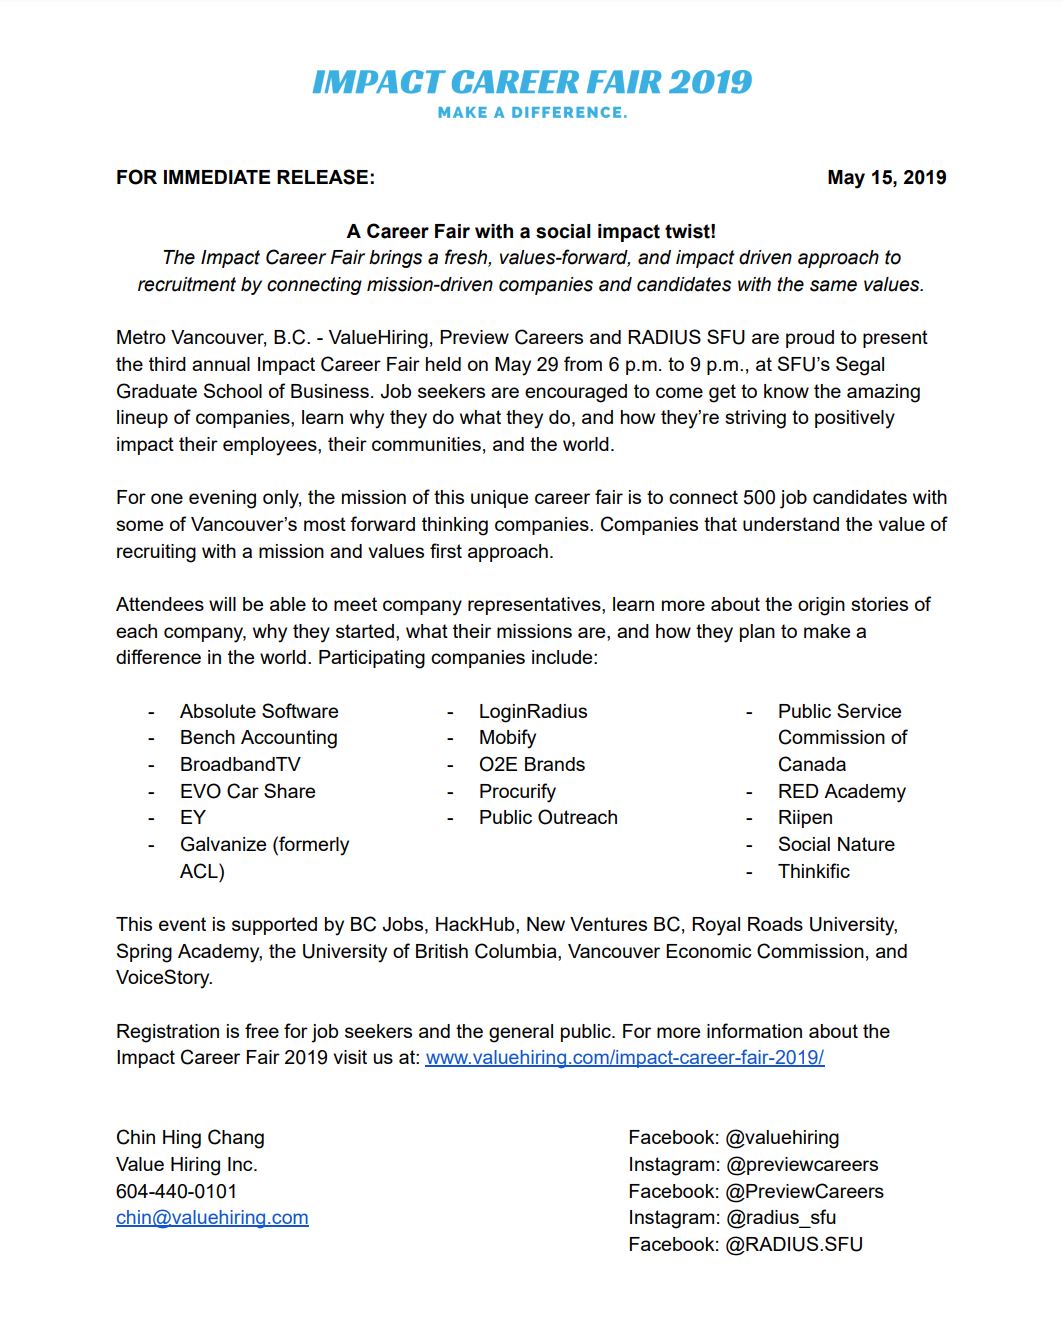 IMPACT CAREER FAIR 2019
MAKE A DIFFERENCE.
FOR IMMEDIATE RELEASE: May 15, 2019
A Career Fair with a social impact twist!
The Impact Career Fair brings a fresh, values-forward, and impact driven approach to
recruitment by connecting mission-driven companies and candidates with the same values.
Metro Vancouver, B.C. - ValueHiring, Preview Careers and RADIUS SFU are proud to present
the third annual Impact Career Fair held on May 29 from 6 p.m. to 9 p.m., at SFU’s Segal
Graduate School of Business. Job seekers are encouraged to come get to know the amazing
lineup of companies, learn why they do what they do, and how they’re striving to positively
impact their employees, their communities, and the world.
For one evening only, the mission of this unique career fair is to connect 500 job candidates with
some of Vancouver’s most forward thinking companies. Companies that understand the value of
recruiting with a mission and values first approach.
Attendees will be able to meet company representatives, learn more about the origin stories of
each company, why they started, what their missions are, and how they plan to make a
difference in the world. Participating companies include:
- Absolute Software
- Bench Accounting
- BroadbandTV
- EVO Car Share
- EY
- Galvanize (formerly
ACL)
- LoginRadius
- Mobify
- O2E Brands
- Procurify
- Public Outreach
- Public Service
Commission of
Canada
- RED Academy
- Riipen
- Social Nature
- Thinkific
This event is supported by BC Jobs, HackHub, New Ventures BC, Royal Roads University,
Spring Academy, the University of British Columbia, Vancouver Economic Commission, and
VoiceStory.
Registration is free for job seekers and the general public. For more information about the
Impact Career Fair 2019 visit us at: www.valuehiring.com/impact-career-fair-2019/
Chin Hing Chang
Value Hiring Inc.
604-440-0101
chin@valuehiring.com
Facebook: @valuehiring
Instagram: @previewcareers
Facebook: @PreviewCareers
Instagram: @radius_sfu
Facebook: @RADIUS.SFU